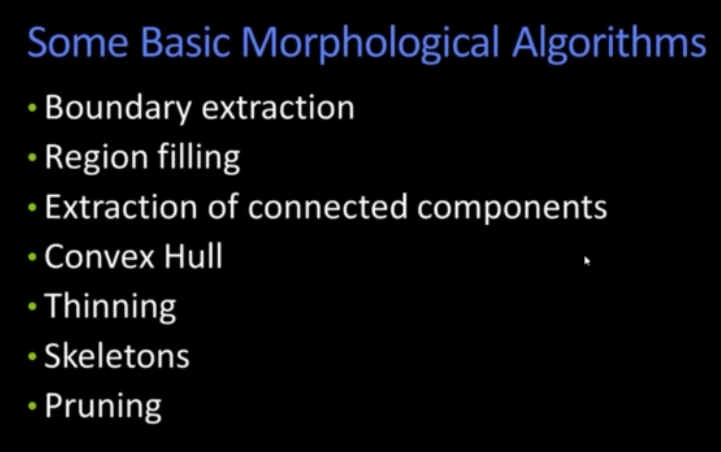 Some Basic Morphological Algorithms
• Boundary extraction
• Region filling
• Extraction of connected components
• Convex Hull
• Thinning
• Skeletons
• Pruning